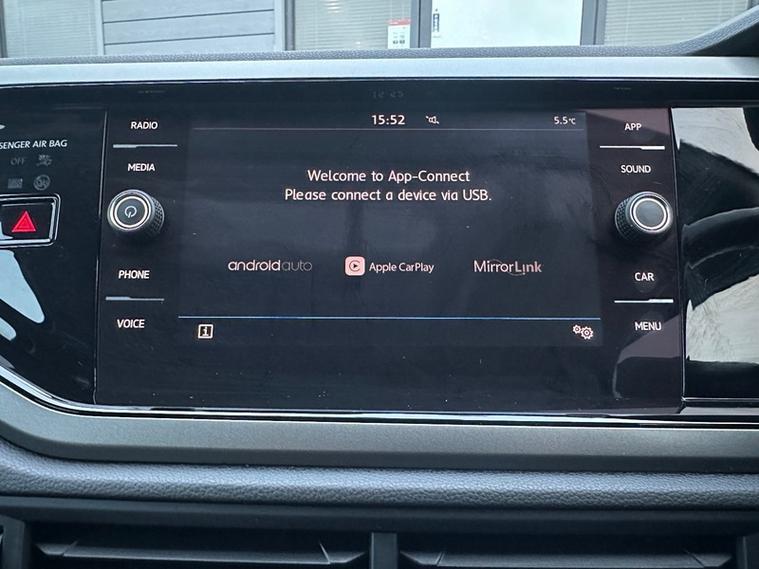 15:52
5.5°C
RADIO
MEDIA
PHONE
VOICE
SENGER AIR BAG
OFF
Welcome to App-Connect
Please connect a device via USB.
androidauto
Apple CarPlay
MirrorLink
i
APP
SOUND
CAR
MENU